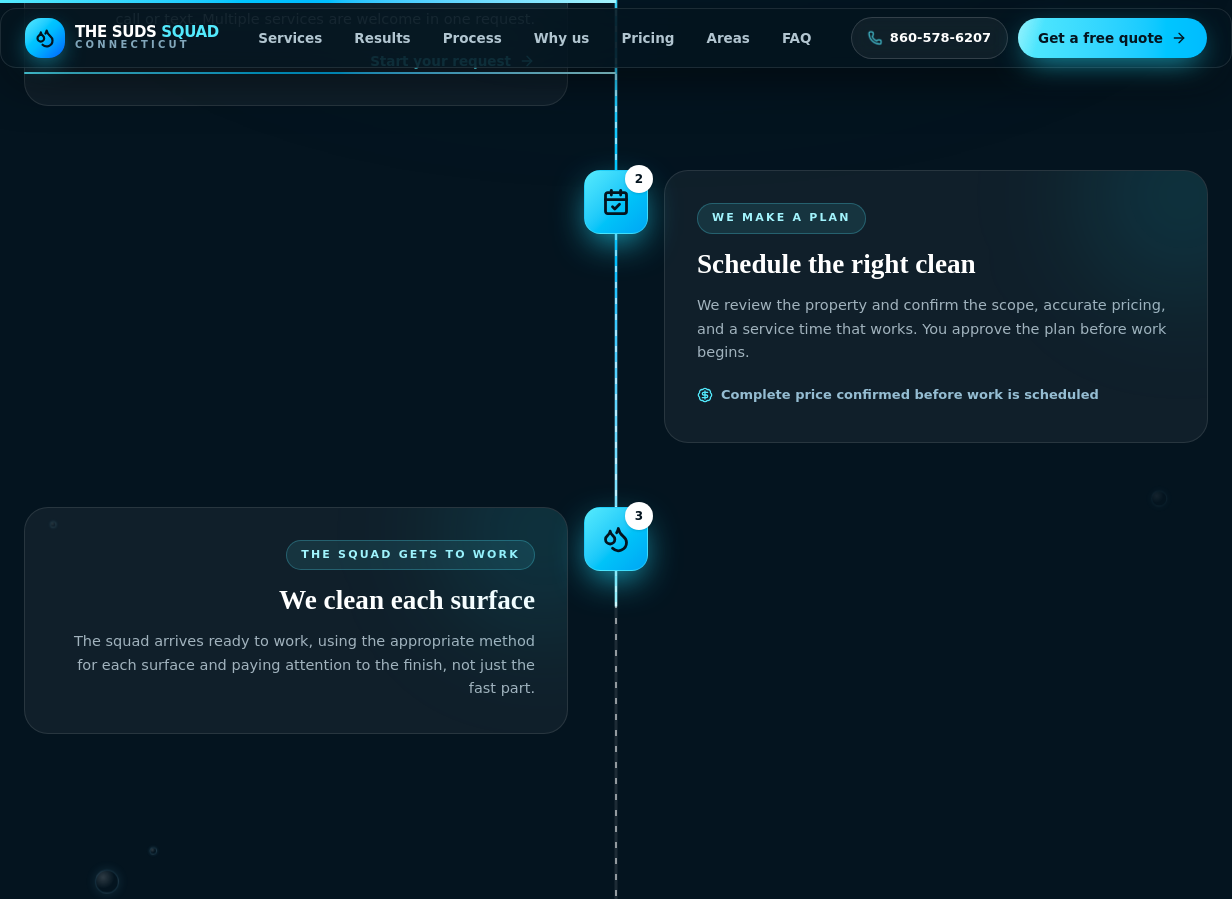 call or text. Multiple services are welcome in one request.
THE SUDS SQUAD
CONNECTICUT
Services
Results
Process
Why us
Pricing
Areas
FAQ
860-578-6207
Get a free quote
Start your request
2
WE MAKE A PLAN
Schedule the right clean
We review the property and confirm the scope, accurate pricing,
and a service time that works. You approve the plan before work
begins.
Complete price confirmed before work is scheduled
3
THE SQUAD GETS TO WORK
We clean each surface
The squad arrives ready to work, using the appropriate method
for each surface and paying attention to the finish, not just the
fast part.